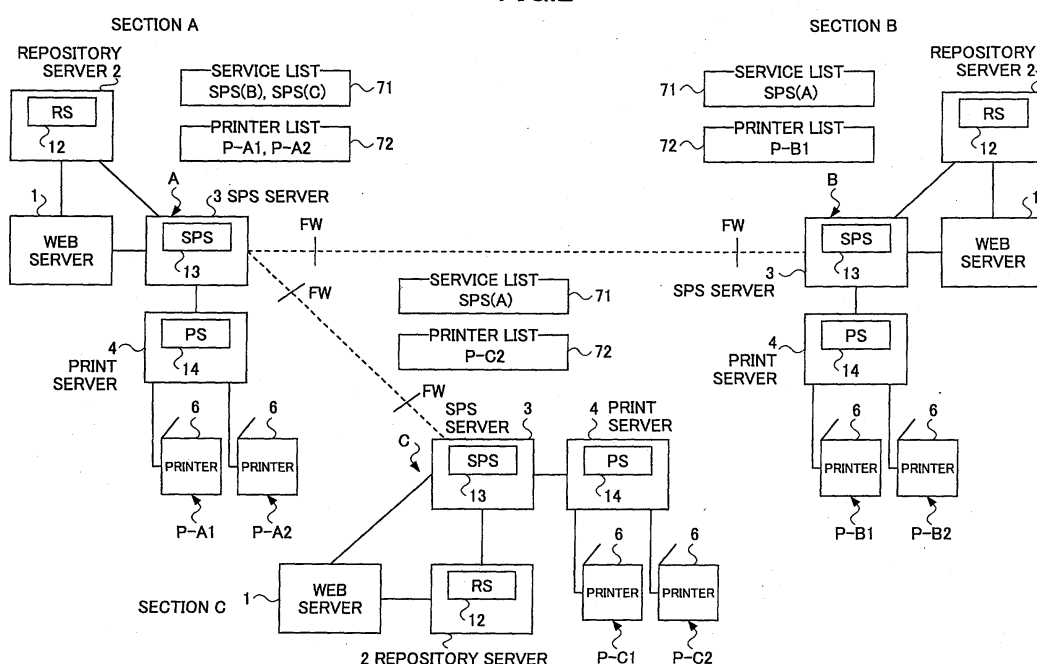 SECTION A
REPOSITORY
SERVER 2
RS
12
SERVICE LIST
SPS(B), SPS(C)
71
PRINTER LIST
P-A1, P-A2
72
1
WEB
SERVER
A
3 SPS SERVER
SPS
13
FW
FW
4
PRINT
SERVER
PS
14
6
PRINTER
P-A1
6
PRINTER
P-A2
SECTION B
REPOSITORY
SERVER 2
RS
12
71
SERVICE LIST
SPS(A)
72
PRINTER LIST
P-B1
B
FW
SPS
13
3
SPS SERVER
1
WEB
SERVER
4
PRINT
SERVER
PS
14
6
PRINTER
P-B1
6
PRINTER
P-B2
SERVICE LIST
SPS(A)
71
PRINTER LIST
P-C2
72
FW
SPS
SERVER
3
C
SPS
13
4 PRINT
SERVER
PS
14
6
PRINTER
P-C1
6
PRINTER
P-C2
SECTION C
1
WEB
SERVER
RS
12
2 REPOSITORY SERVER